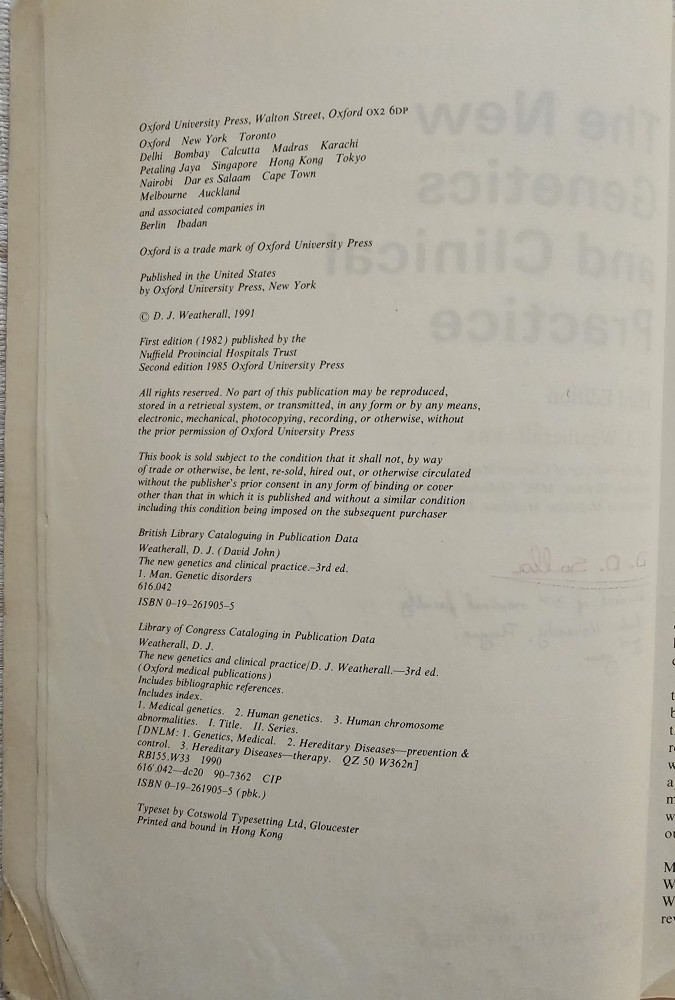 Oxford University Press, Walton Street, Oxford OX2 6DP
Oxford New York Toronto
Delhi Bombay Calcutta Madras Karachi
Petaling Jaya Singapore Hong Kong Tokyo
Nairobi Dar es Salaam Cape Town
Melbourne Auckland
and associated companies in
Berlin Ibadan
Oxford is a trade mark of Oxford University Press
Published in the United States
by Oxford University Press, New York
© D. J. Weatherall, 1991
First edition (1982) published by the
Nuffield Provincial Hospitals Trust
Second edition 1985 Oxford University Press
All rights reserved. No part of this publication may be reproduced,
stored in a retrieval system, or transmitted, in any form or by any means,
electronic, mechanical, photocopying, recording, or otherwise, without
the prior permission of Oxford University Press
This book is sold subject to the condition that it shall not, by way
of trade or otherwise, be lent, re-sold, hired out, or otherwise circulated
without the publisher's prior consent in any form of binding or cover
other than that in which it is published and without a similar condition
including this condition being imposed on the subsequent purchaser
British Library Cataloguing in Publication Data
Weatherall, D. J. (David John)
The new genetics and clinical practice.–3rd ed.
1. Man. Genetic disorders
616.042
ISBN 0–19–261905–5
Library of Congress Cataloging in Publication Data
Weatherall, D. J.
The new genetics and clinical practice/D. J. Weatherall.—3rd ed.
(Oxford medical publications)
Includes bibliographic references.
Includes index.
1. Medical genetics. 2. Human genetics. 3. Human chromosome
abnormalities. I. Title. II. Series.
[DNLM: 1. Genetics, Medical. 2. Hereditary Diseases—prevention &
control. 3. Hereditary Diseases—therapy. QZ 50 W362n]
RB155.W33 1990
616'.042—dc20 90-7362 CIP
ISBN 0–19–261905–5 (pbk.)
Typeset by Cotswold Typesetting Ltd, Gloucester
Printed and bound in Hong Kong